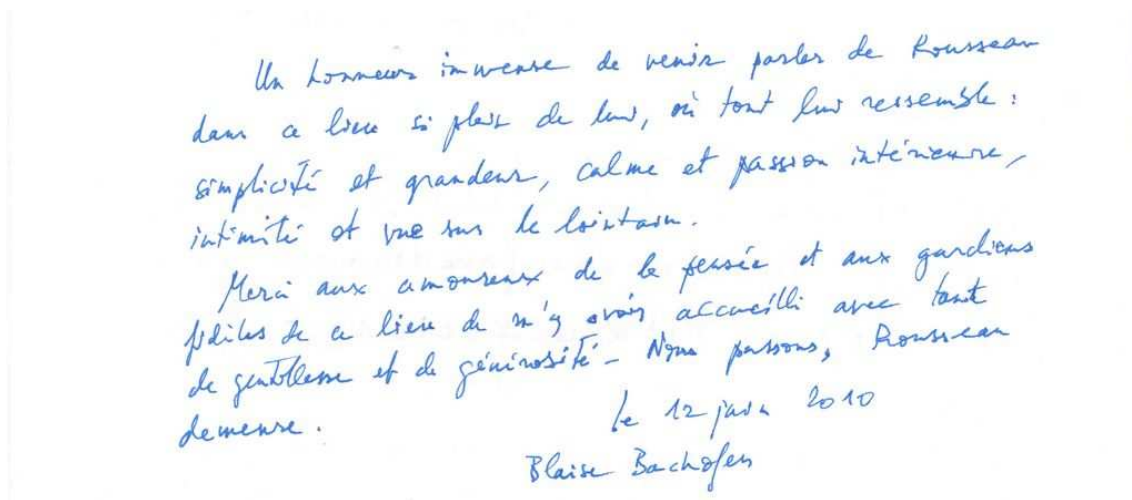 Un honneur immense de venir parler de Rousseau
dans ce lieu si plein de lui, où tout lui ressemble :
simplicité et grandeur, calme et passion intérieure,
intimité et vue sur le lointain.
Merci aux amoureux de la pensée et aux gardiens
fidèles de ce lieu de m'y avoir accueilli avec tant
de gentillesse et de générosité - Nous passons, Rousseau
demeure.
le 12 juin 2010
Blaise Bachofen